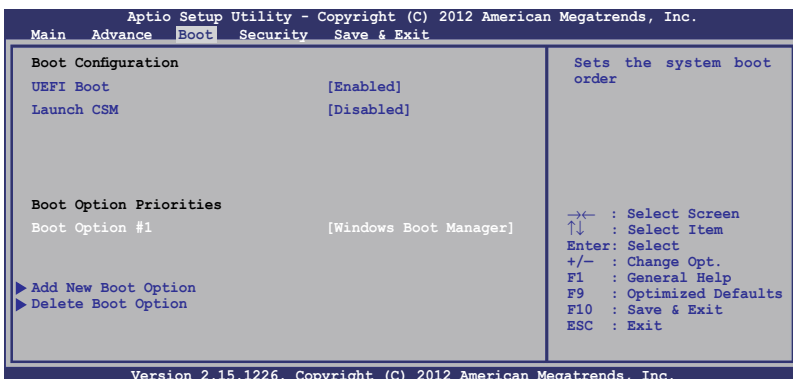 Aptio Setup Utility - Copyright (C) 2012 American Megatrends, Inc.
Main Advance Boot Security Save & Exit
Boot Configuration
UEFI Boot [Enabled]
Launch CSM [Disabled]
Boot Option Priorities
Boot Option #1 [Windows Boot Manager]
Add New Boot Option
Delete Boot Option
Sets the system boot
order
→← : Select Screen
↑↓ : Select Item
Enter: Select
+/— : Change Opt.
F1 : General Help
F9 : Optimized Defaults
F10 : Save & Exit
ESC : Exit
Version 2.15.1226. Copyright (C) 2012 American Megatrends, Inc.